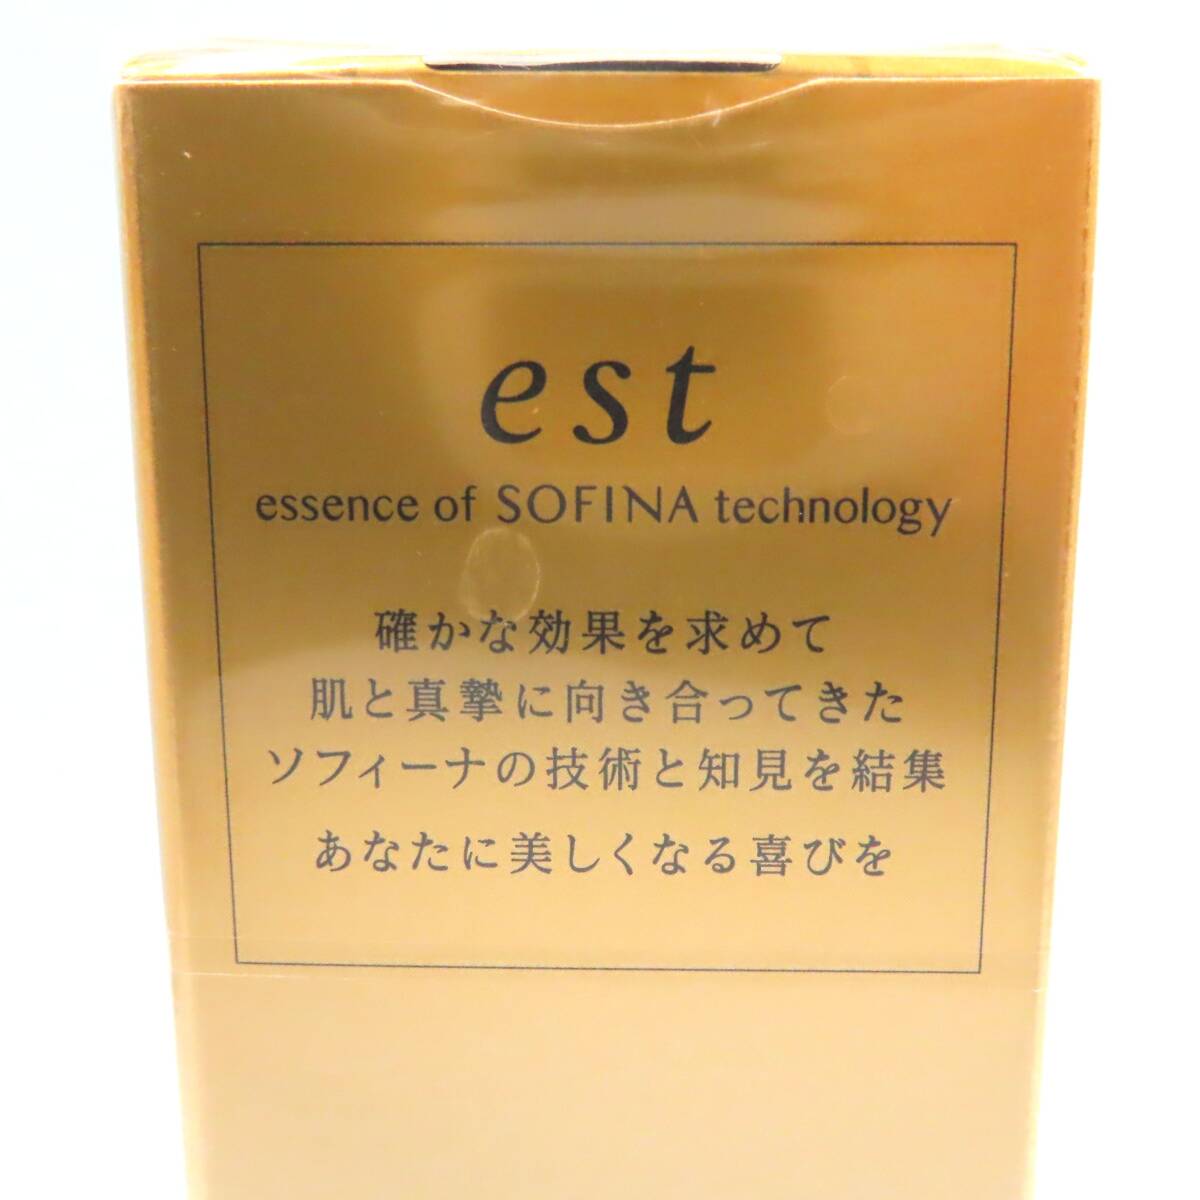 est
essence of SOFINA technology
確かな効果を求めて
肌と真摯に向き合ってきた
ソフィーナの技術と知見を結集
あなたに美しくなる喜びを